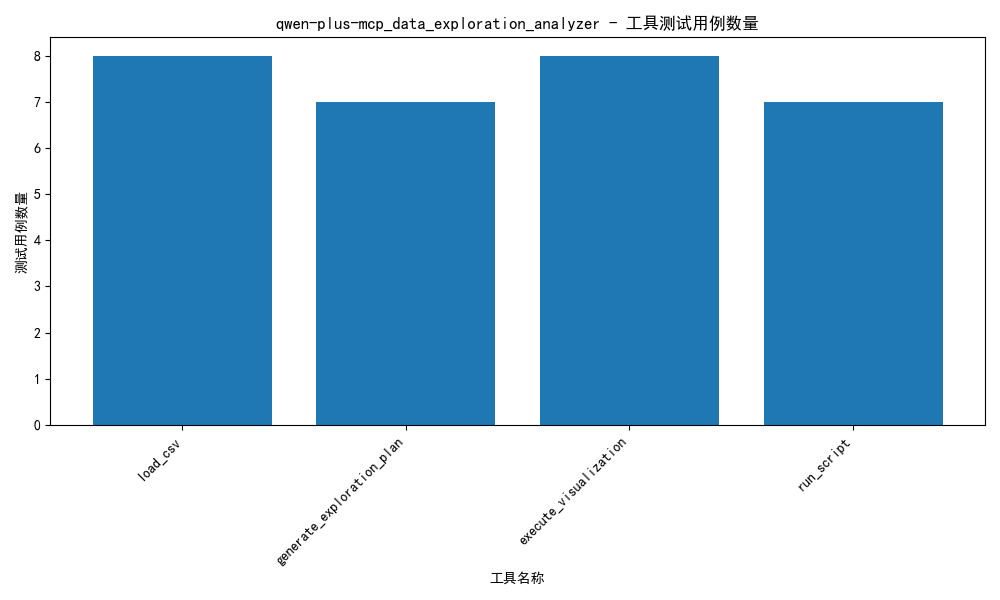 qwen-plus-mcp_data_exploration_analyzer - 工具测试用例数量
测试用例数量
8
7
6
5
4
3
2
1
0
load_csv
generate_exploration_plan
execute_visualization
run_script
工具名称